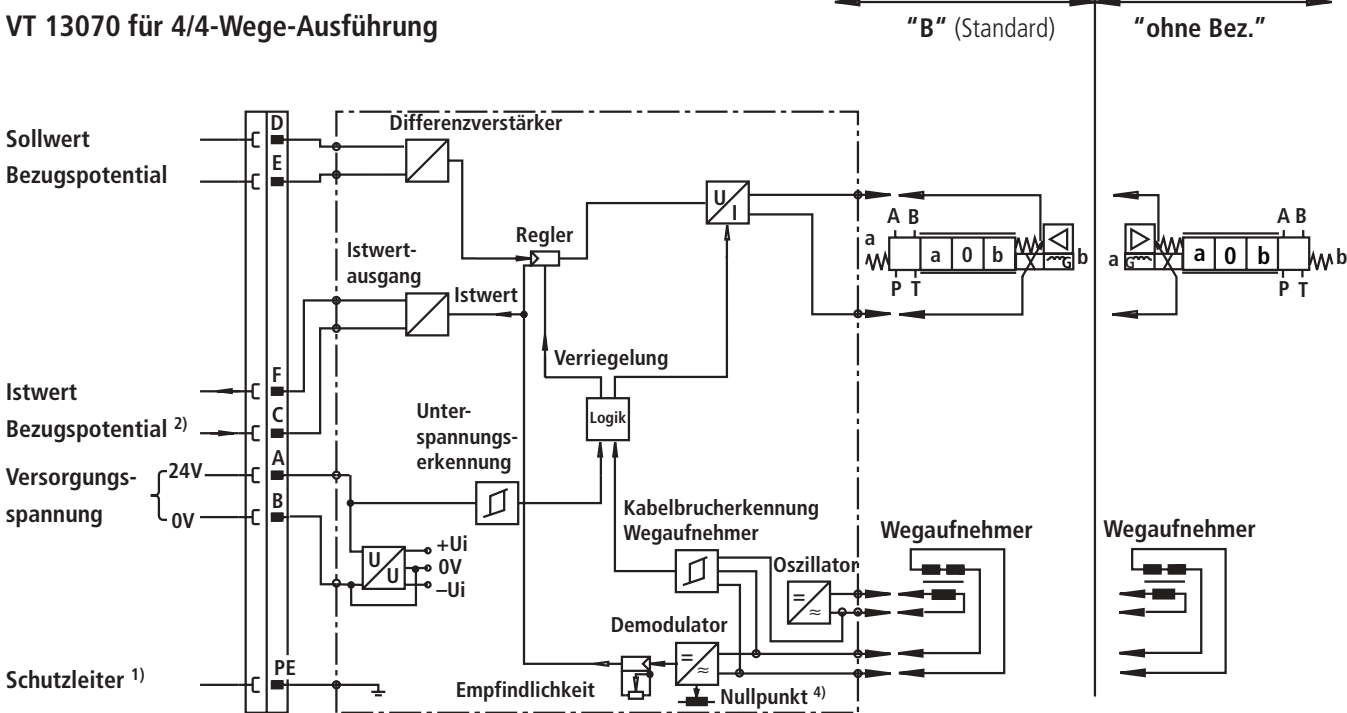 VT 13070 für 4/4-Wege-Ausführung
"B" (Standard)
"ohne Bez."
Sollwert
Bezugspotential
D
E
Differenzverstärker
Regler
U
I
Istwert-
ausgang
Istwert
Verriegelung
A B
a
a 0 b
G
b
P T
A B
a
G
a 0 b
b
P T
Istwert
Bezugspotential 2)
F
C
Versorgungs-
spannung
24V
0V
A
B
Unter-
spannungs-
erkennung
Logik
U
U
+Ui
0V
–Ui
Kabelbrucherkennung
Wegaufnehmer
Oszillator
=
≈
Wegaufnehmer
Wegaufnehmer
Demodulator
=
≈
Empfindlichkeit
Nullpunkt 4)
Schutzleiter 1)
PE